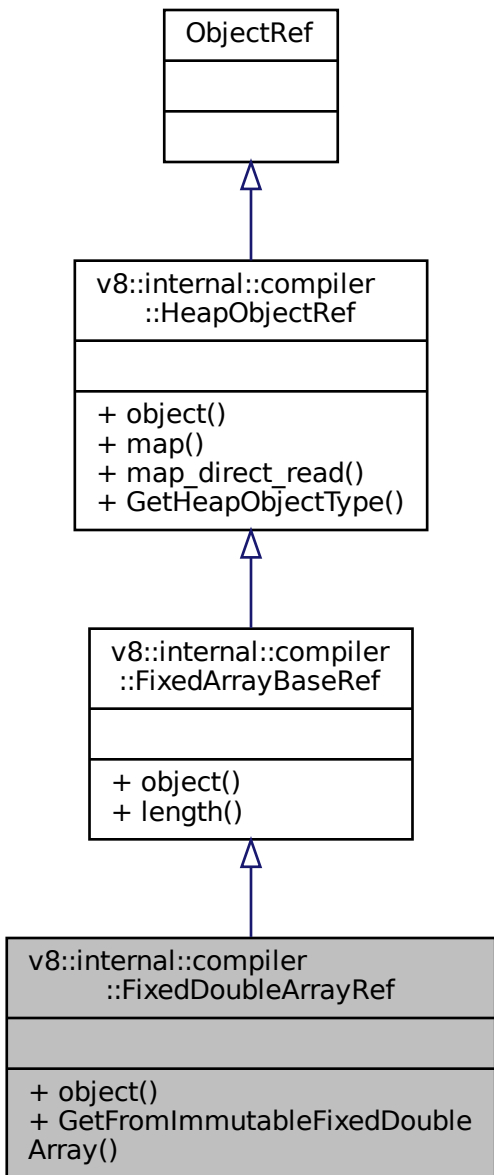 ObjectRef
v8::internal::compiler
::HeapObjectRef
+ object()
+ map()
+ map_direct_read()
+ GetHeapObjectType()
v8::internal::compiler
::FixedArrayBaseRef
+ object()
+ length()
v8::internal::compiler
::FixedDoubleArrayRef
+ object()
+ GetFromImmutableFixedDouble
Array()